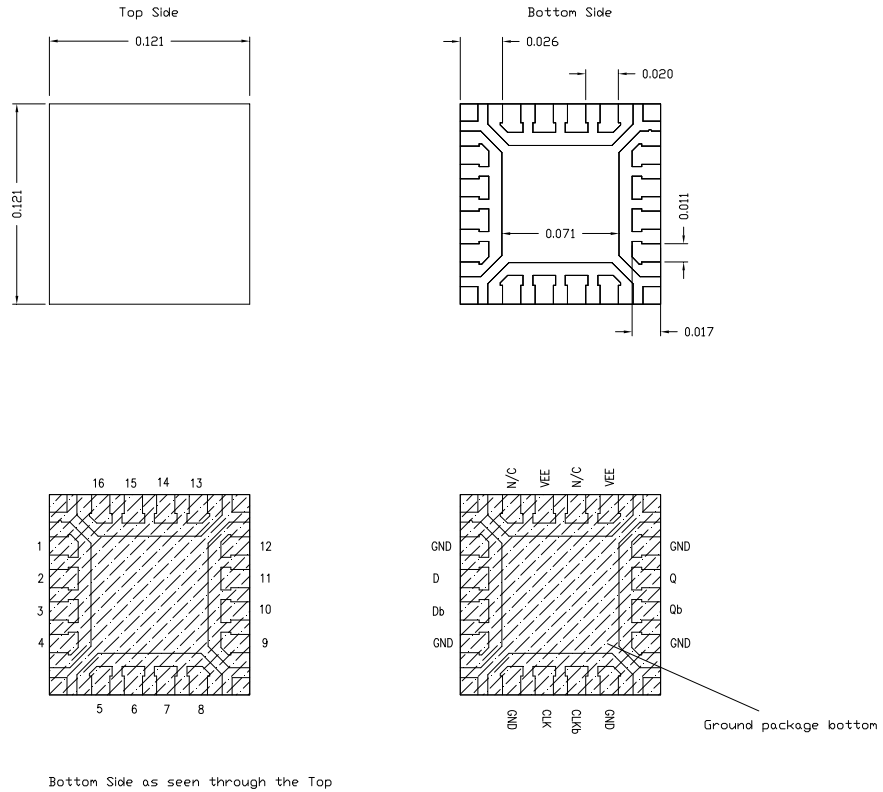 Top Side
Bottom Side
0.121
0.026
0.020
0.121
0.011
0.071
0.017
16 15 14 13
N/C VEE N/C VEE
1
12
GND
GND
2
11
D
Q
3
10
Db
Qb
4
9
GND
GND
5 6 7 8
GND CLK CLKb GND
Ground package bottom
Bottom Side as seen through the Top